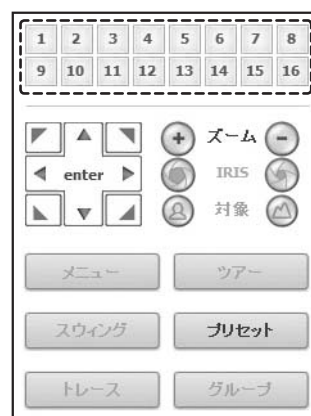 1 2 3 4 5 6 7 8
9 10 11 12 13 14 15 16
ズーム
enter IRIS
対象
メニュー ツアー
スウィング プリセット
トレース グループ